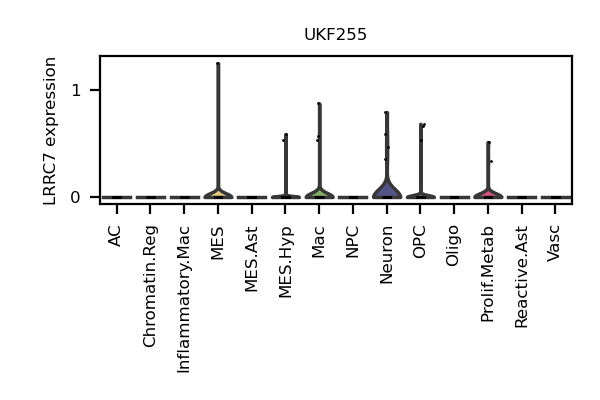 UKF255
LRRC7 expression
1
0
AC
Chromatin.Reg
Inflammatory.Mac
MES
MES.Ast
MES.Hyp
Mac
NPC
Neuron
OPC
Oligo
Prolif.Metab
Reactive.Ast
Vasc